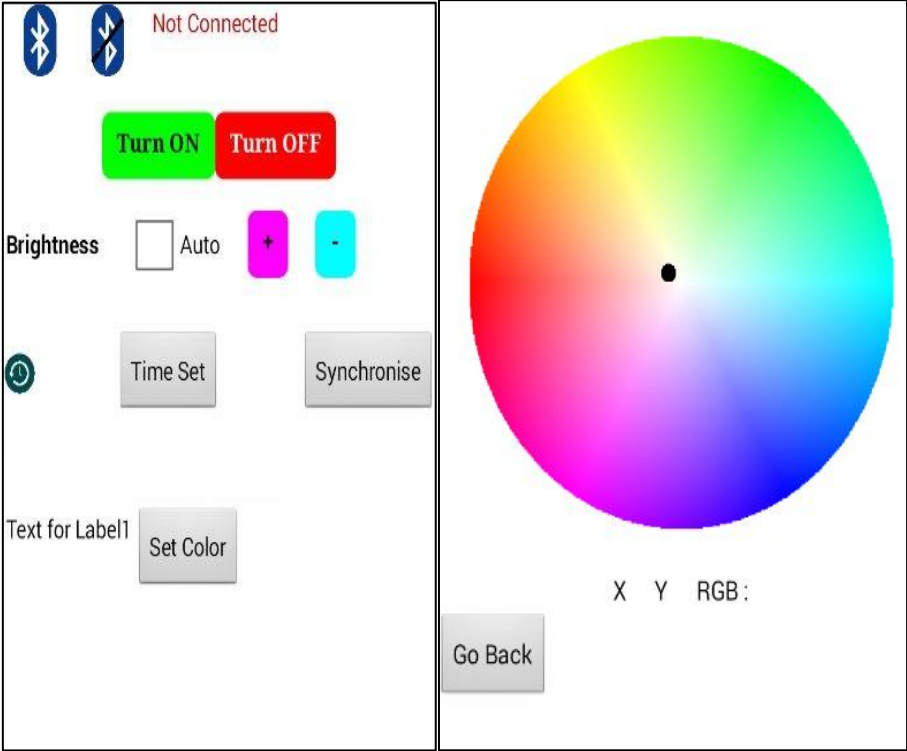 Not Connected
Turn ON Turn OFF
Brightness Auto + -
Time Set Synchronise
Text for Label1 Set Color
X Y RGB :
Go Back